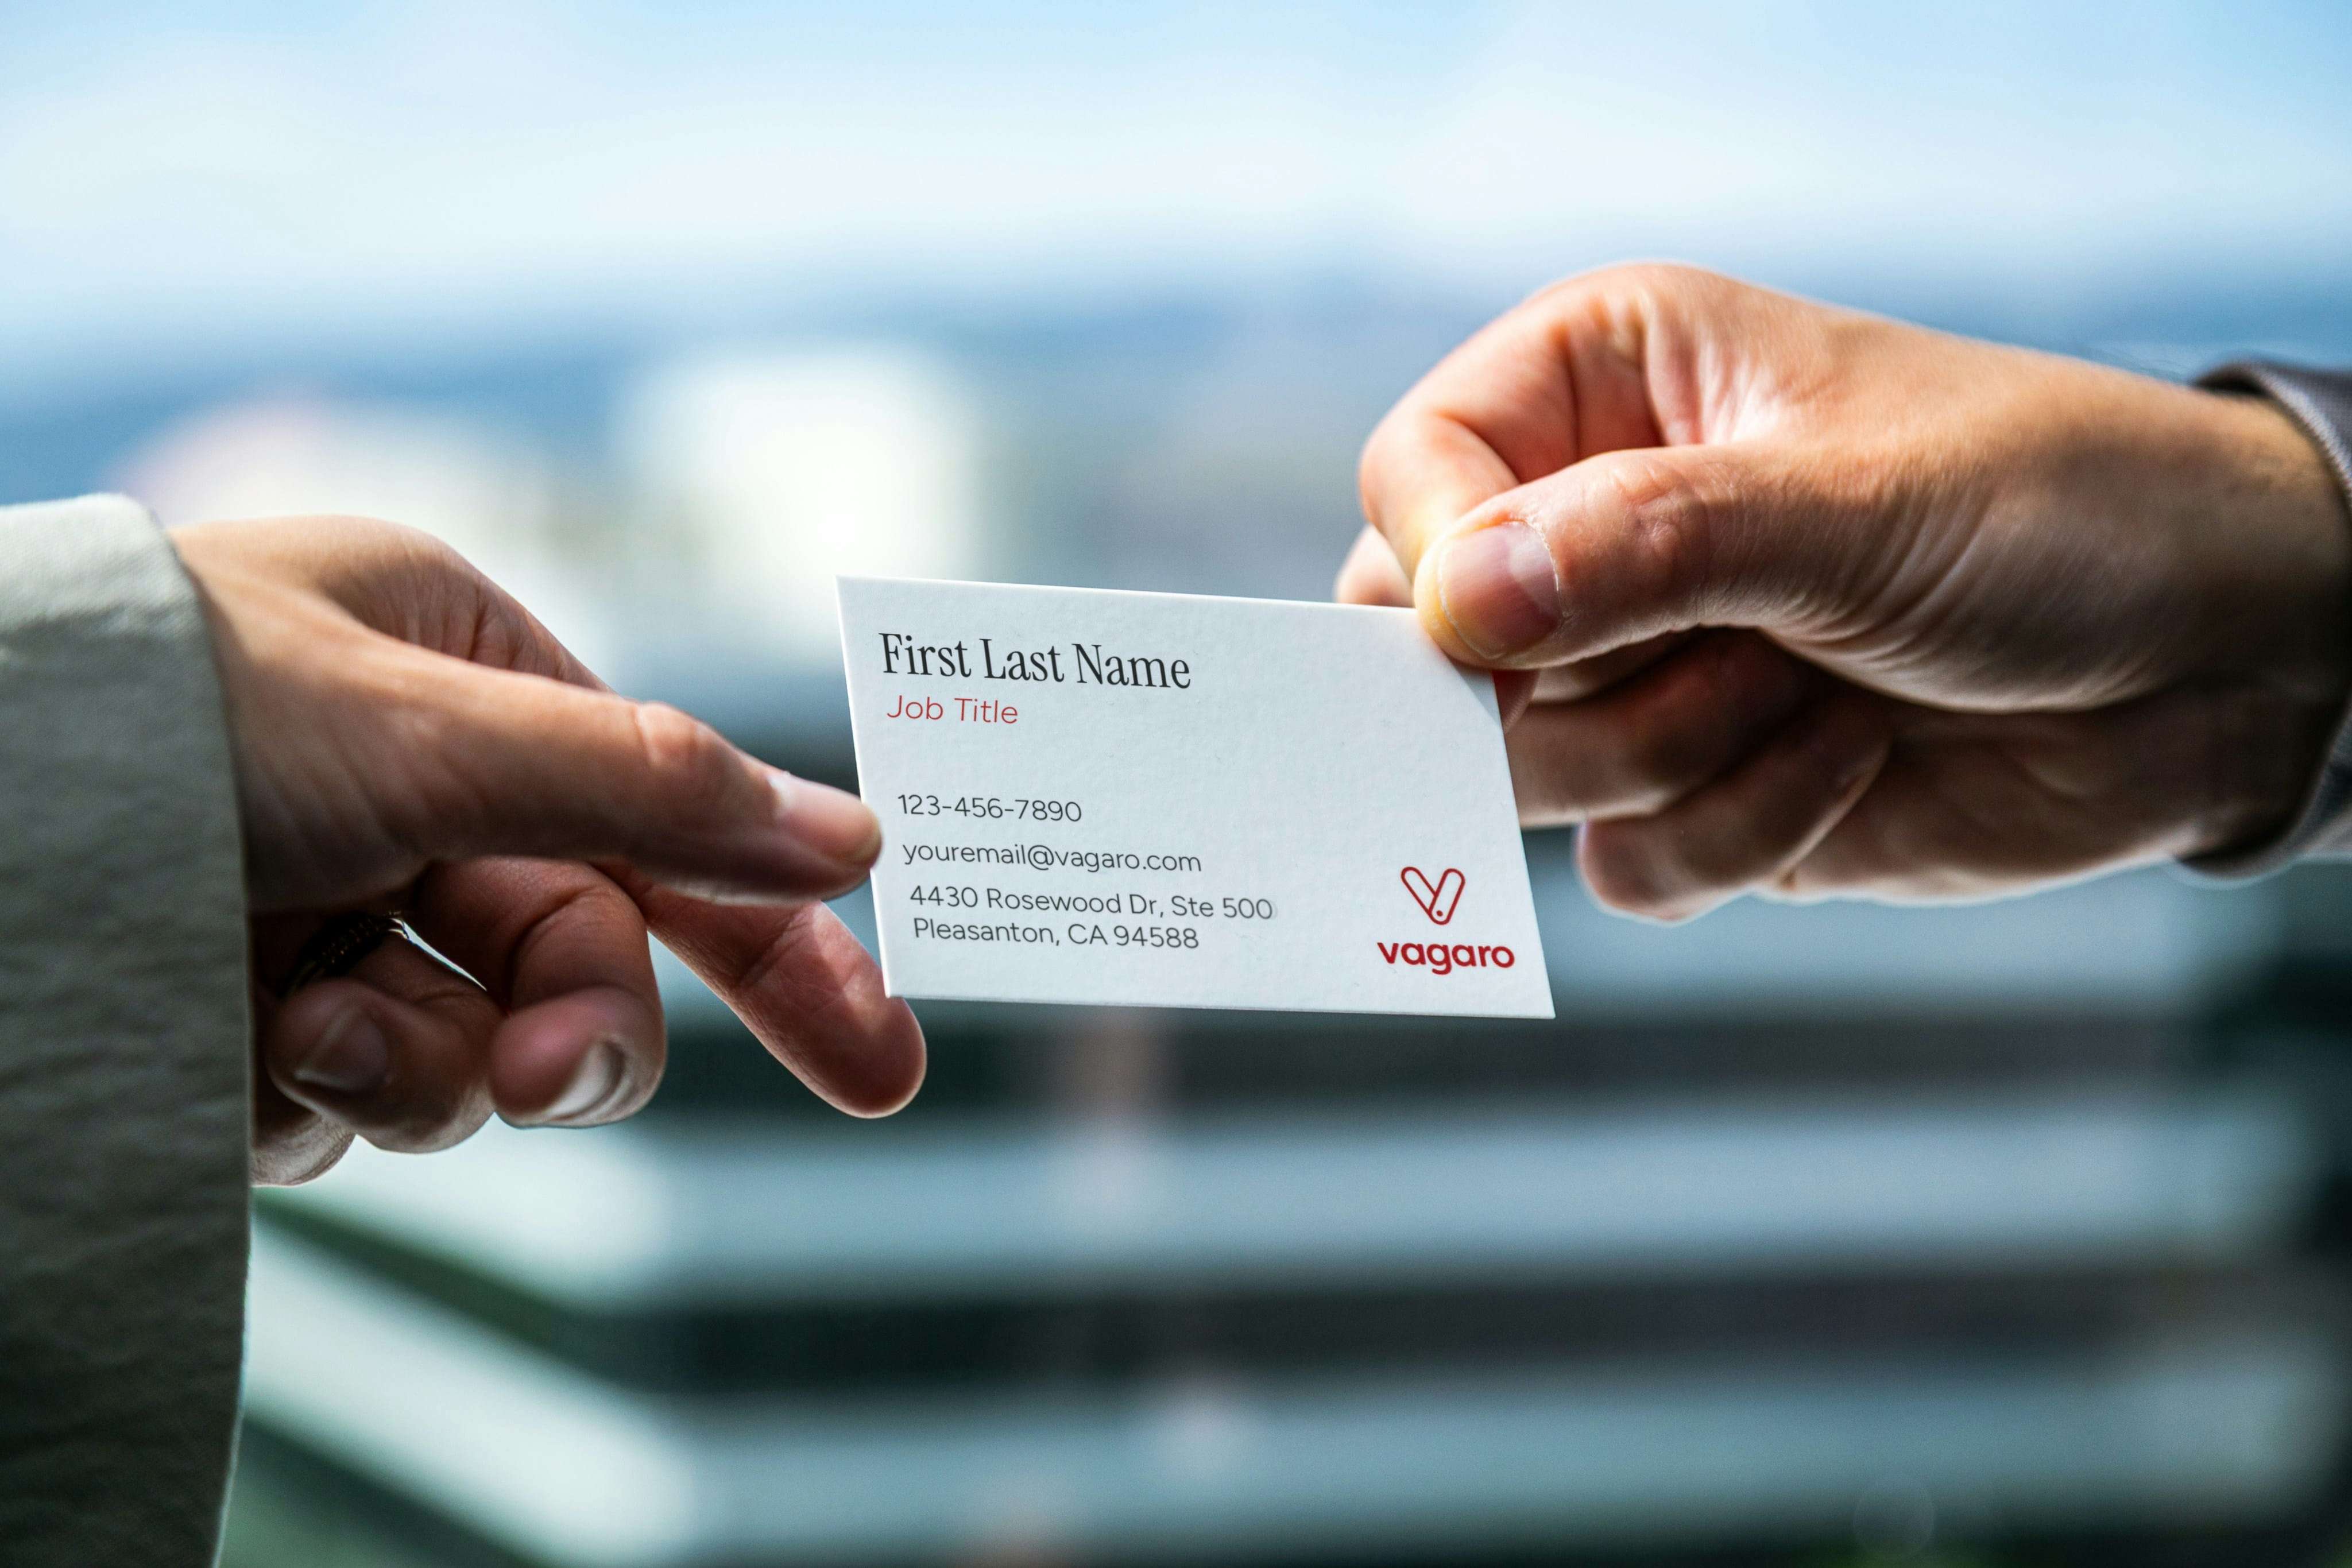 First Last Name
Job Title
123-456-7890
youremail@vagaro.com
4430 Rosewood Dr, Ste 500
Pleasanton, CA 94588
vagaro